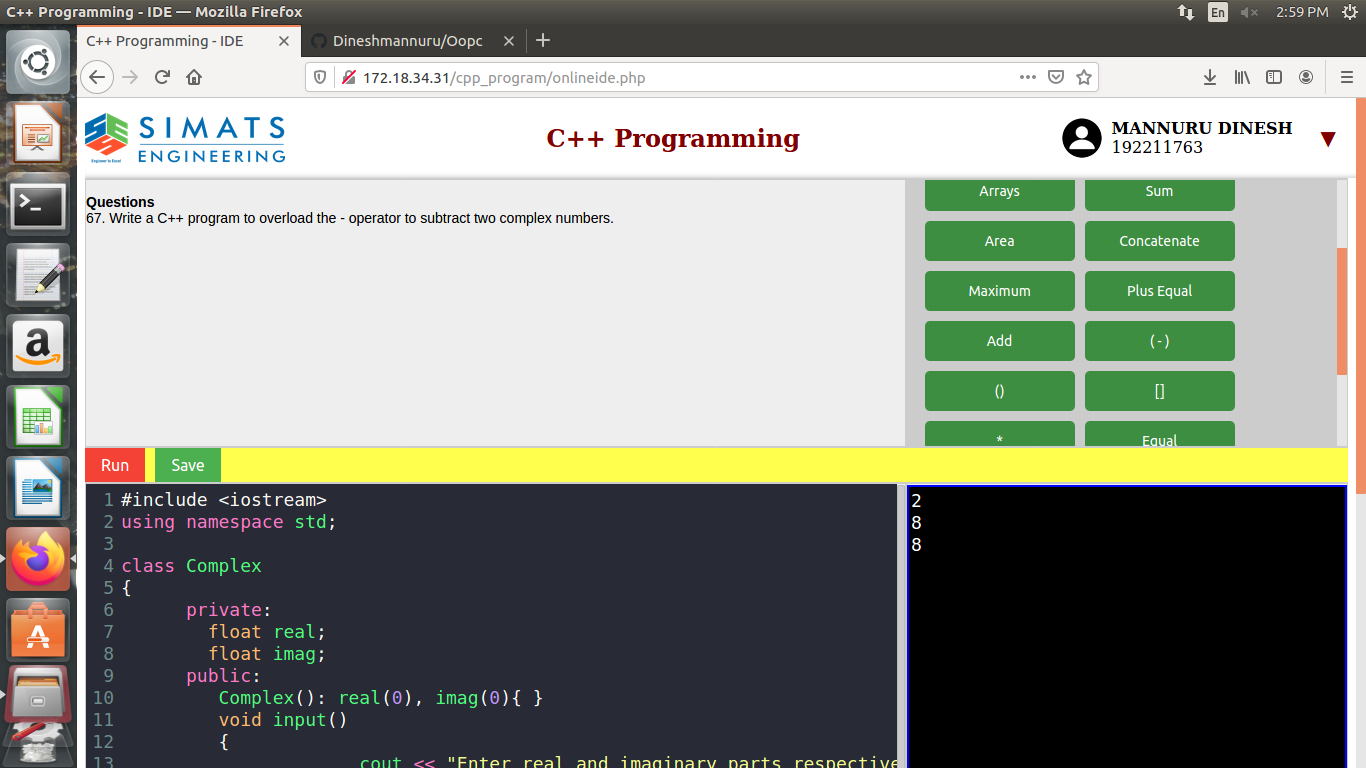 C++ Programming - IDE — Mozilla Firefox
En
2:59 PM
C++ Programming - IDE
Dineshmannuru/Oopc
172.18.34.31/cpp_program/onlineide.php
SIMATS
ENGINEERING
Engineer to Excel
C++ Programming
MANNURU DINESH
192211763
Questions
67. Write a C++ program to overload the - operator to subtract two complex numbers.
Arrays
Sum
Area
Concatenate
Maximum
Plus Equal
Add
( - )
()
[]
*
Equal
Run
Save
1 #include <iostream>
2 using namespace std;
3
4 class Complex
5 {
6 private:
7 float real;
8 float imag;
9 public:
10 Complex(): real(0), imag(0){ }
11 void input()
12 {
13 cout << "Enter real and imaginary parts respective
2
8
8